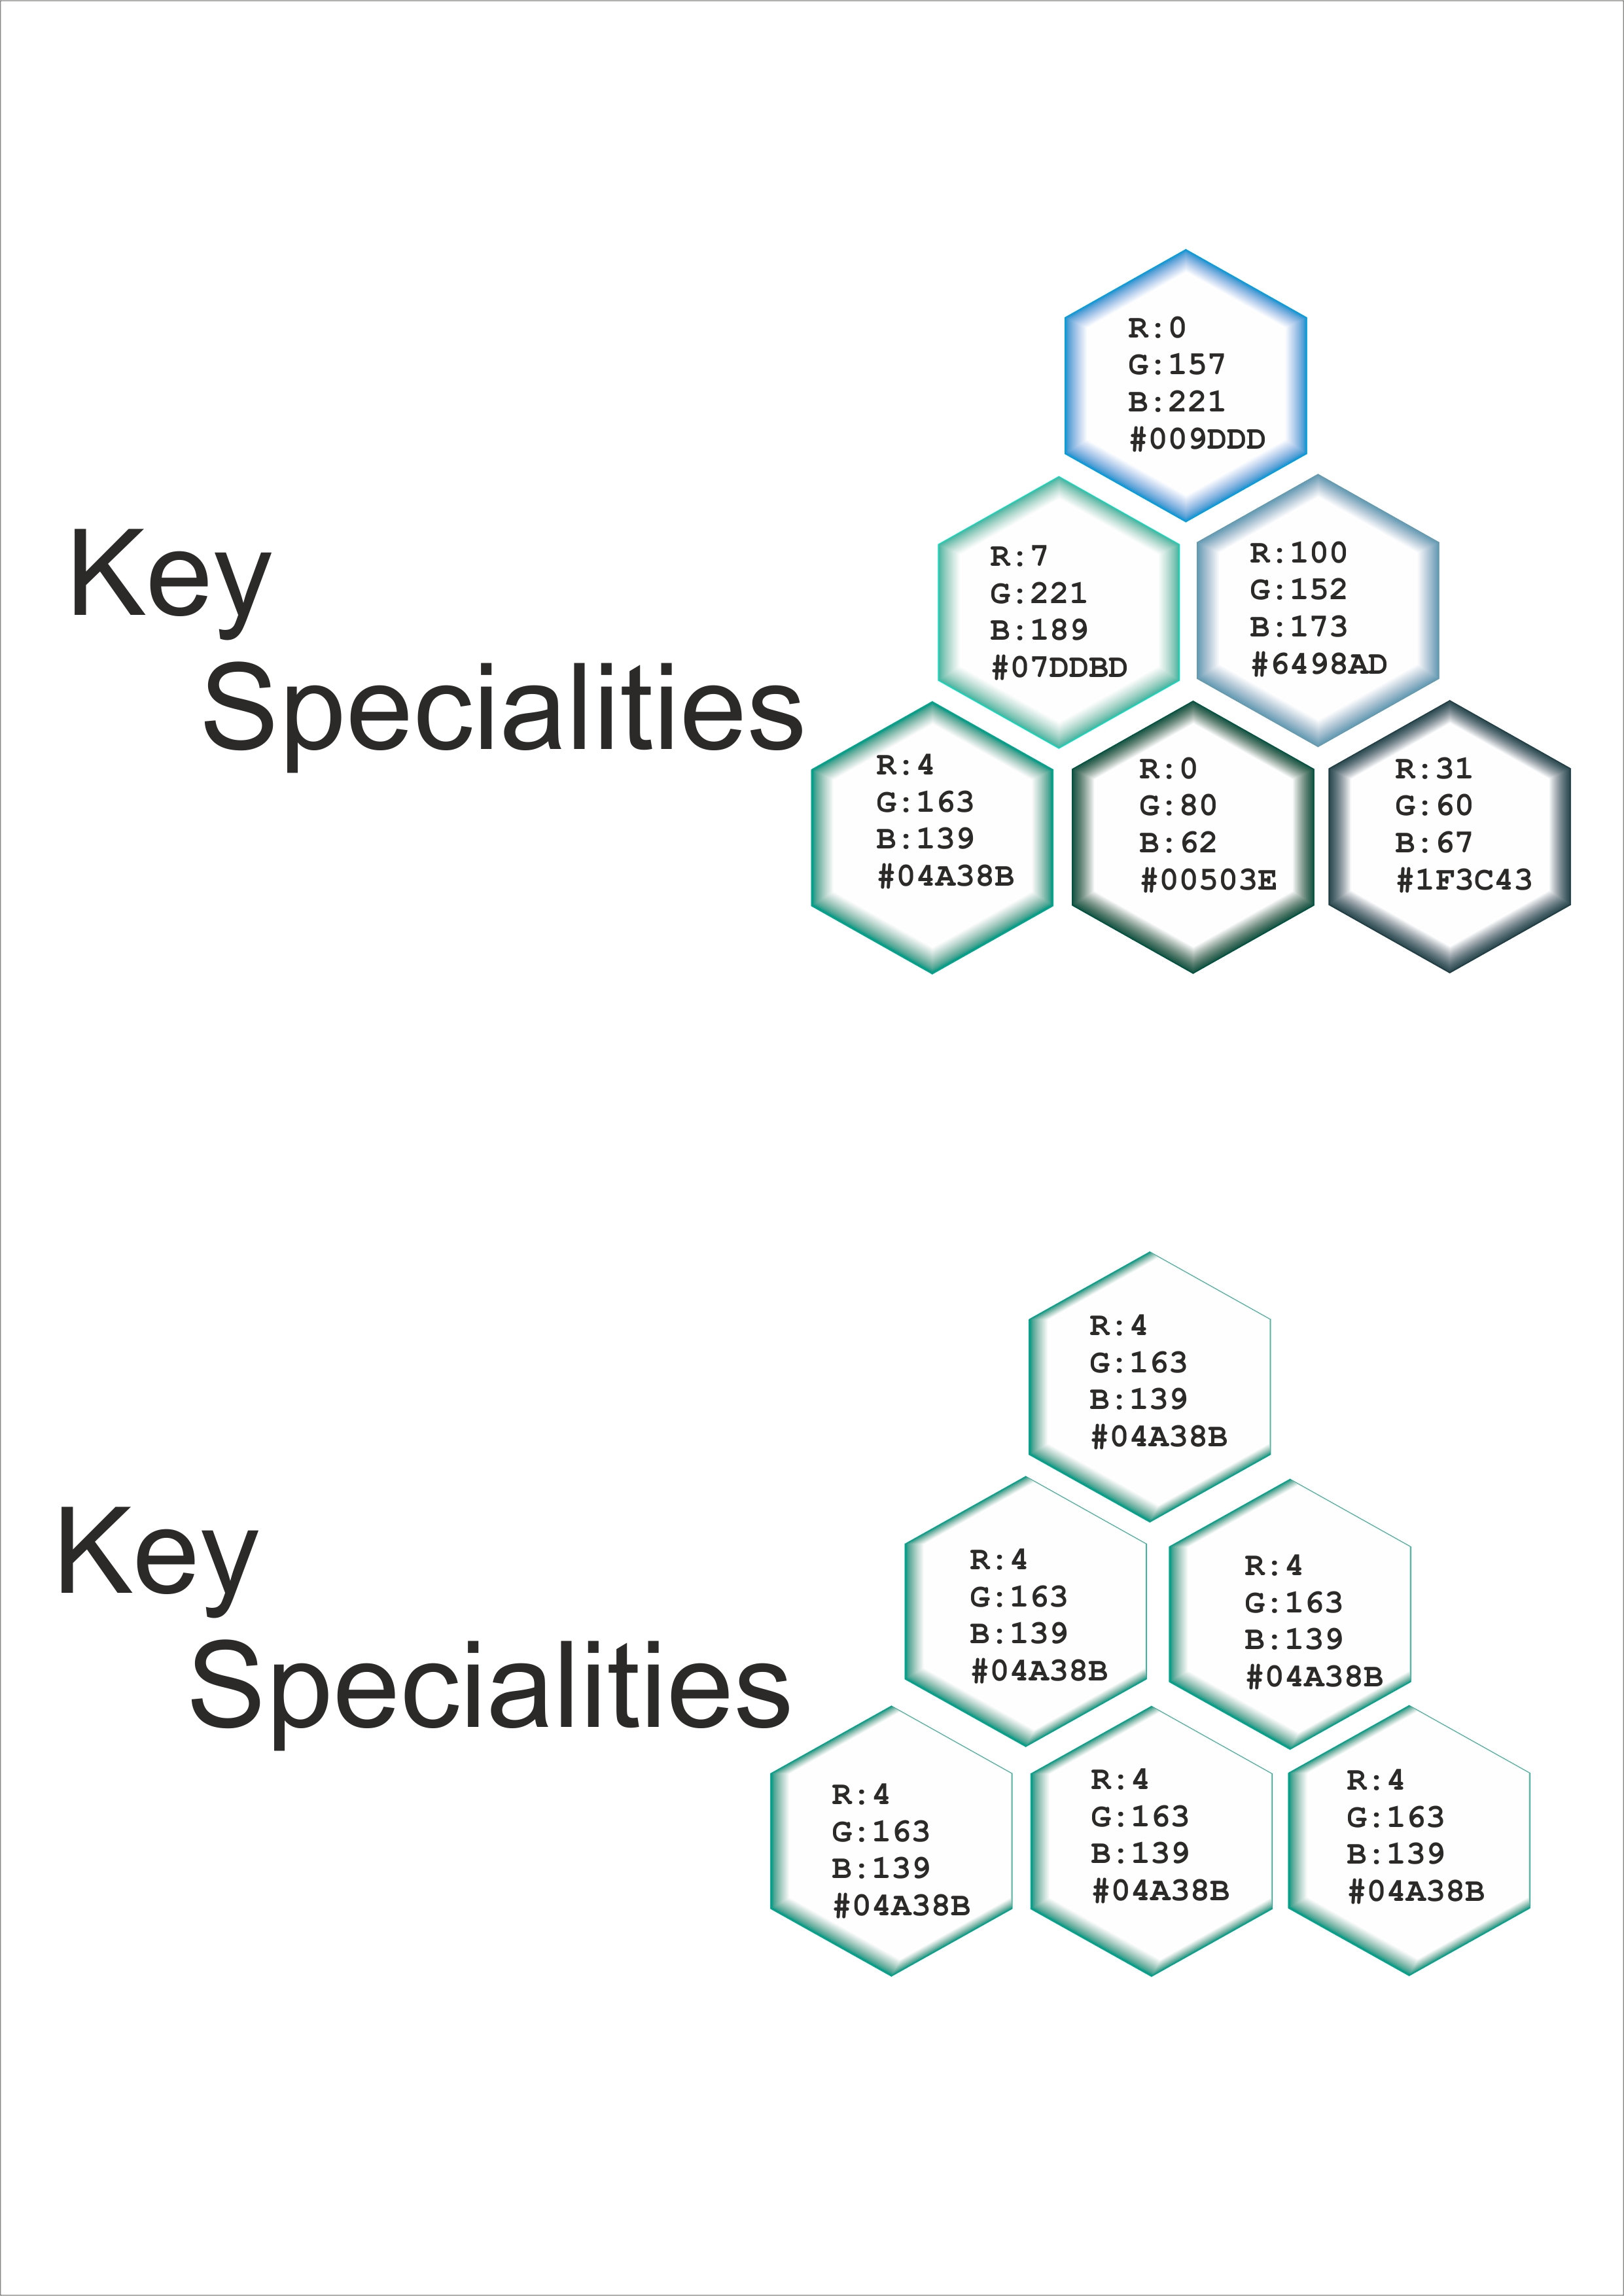 Key
Specialities
R:0
G:157
B:221
#009DDD
R:7
G:221
B:189
#07DDBD
R:100
G:152
B:173
#6498AD
R:4
G:163
B:139
#04A38B
R:0
G:80
B:62
#00503E
R:31
G:60
B:67
#1F3C43
Key
Specialities
R:4
G:163
B:139
#04A38B
R:4
G:163
B:139
#04A38B
R:4
G:163
B:139
#04A38B
R:4
G:163
B:139
#04A38B
R:4
G:163
B:139
#04A38B
R:4
G:163
B:139
#04A38B